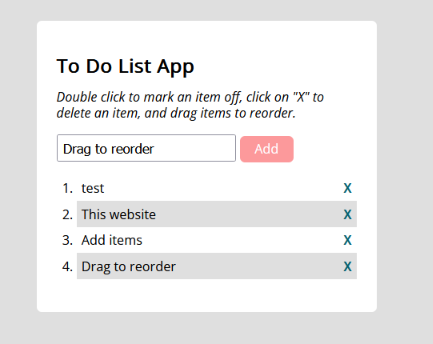 To Do List App
Double click to mark an item off, click on "X" to
delete an item, and drag items to reorder.
Drag to reorder Add
1. test X
2. This website X
3. Add items X
4. Drag to reorder X